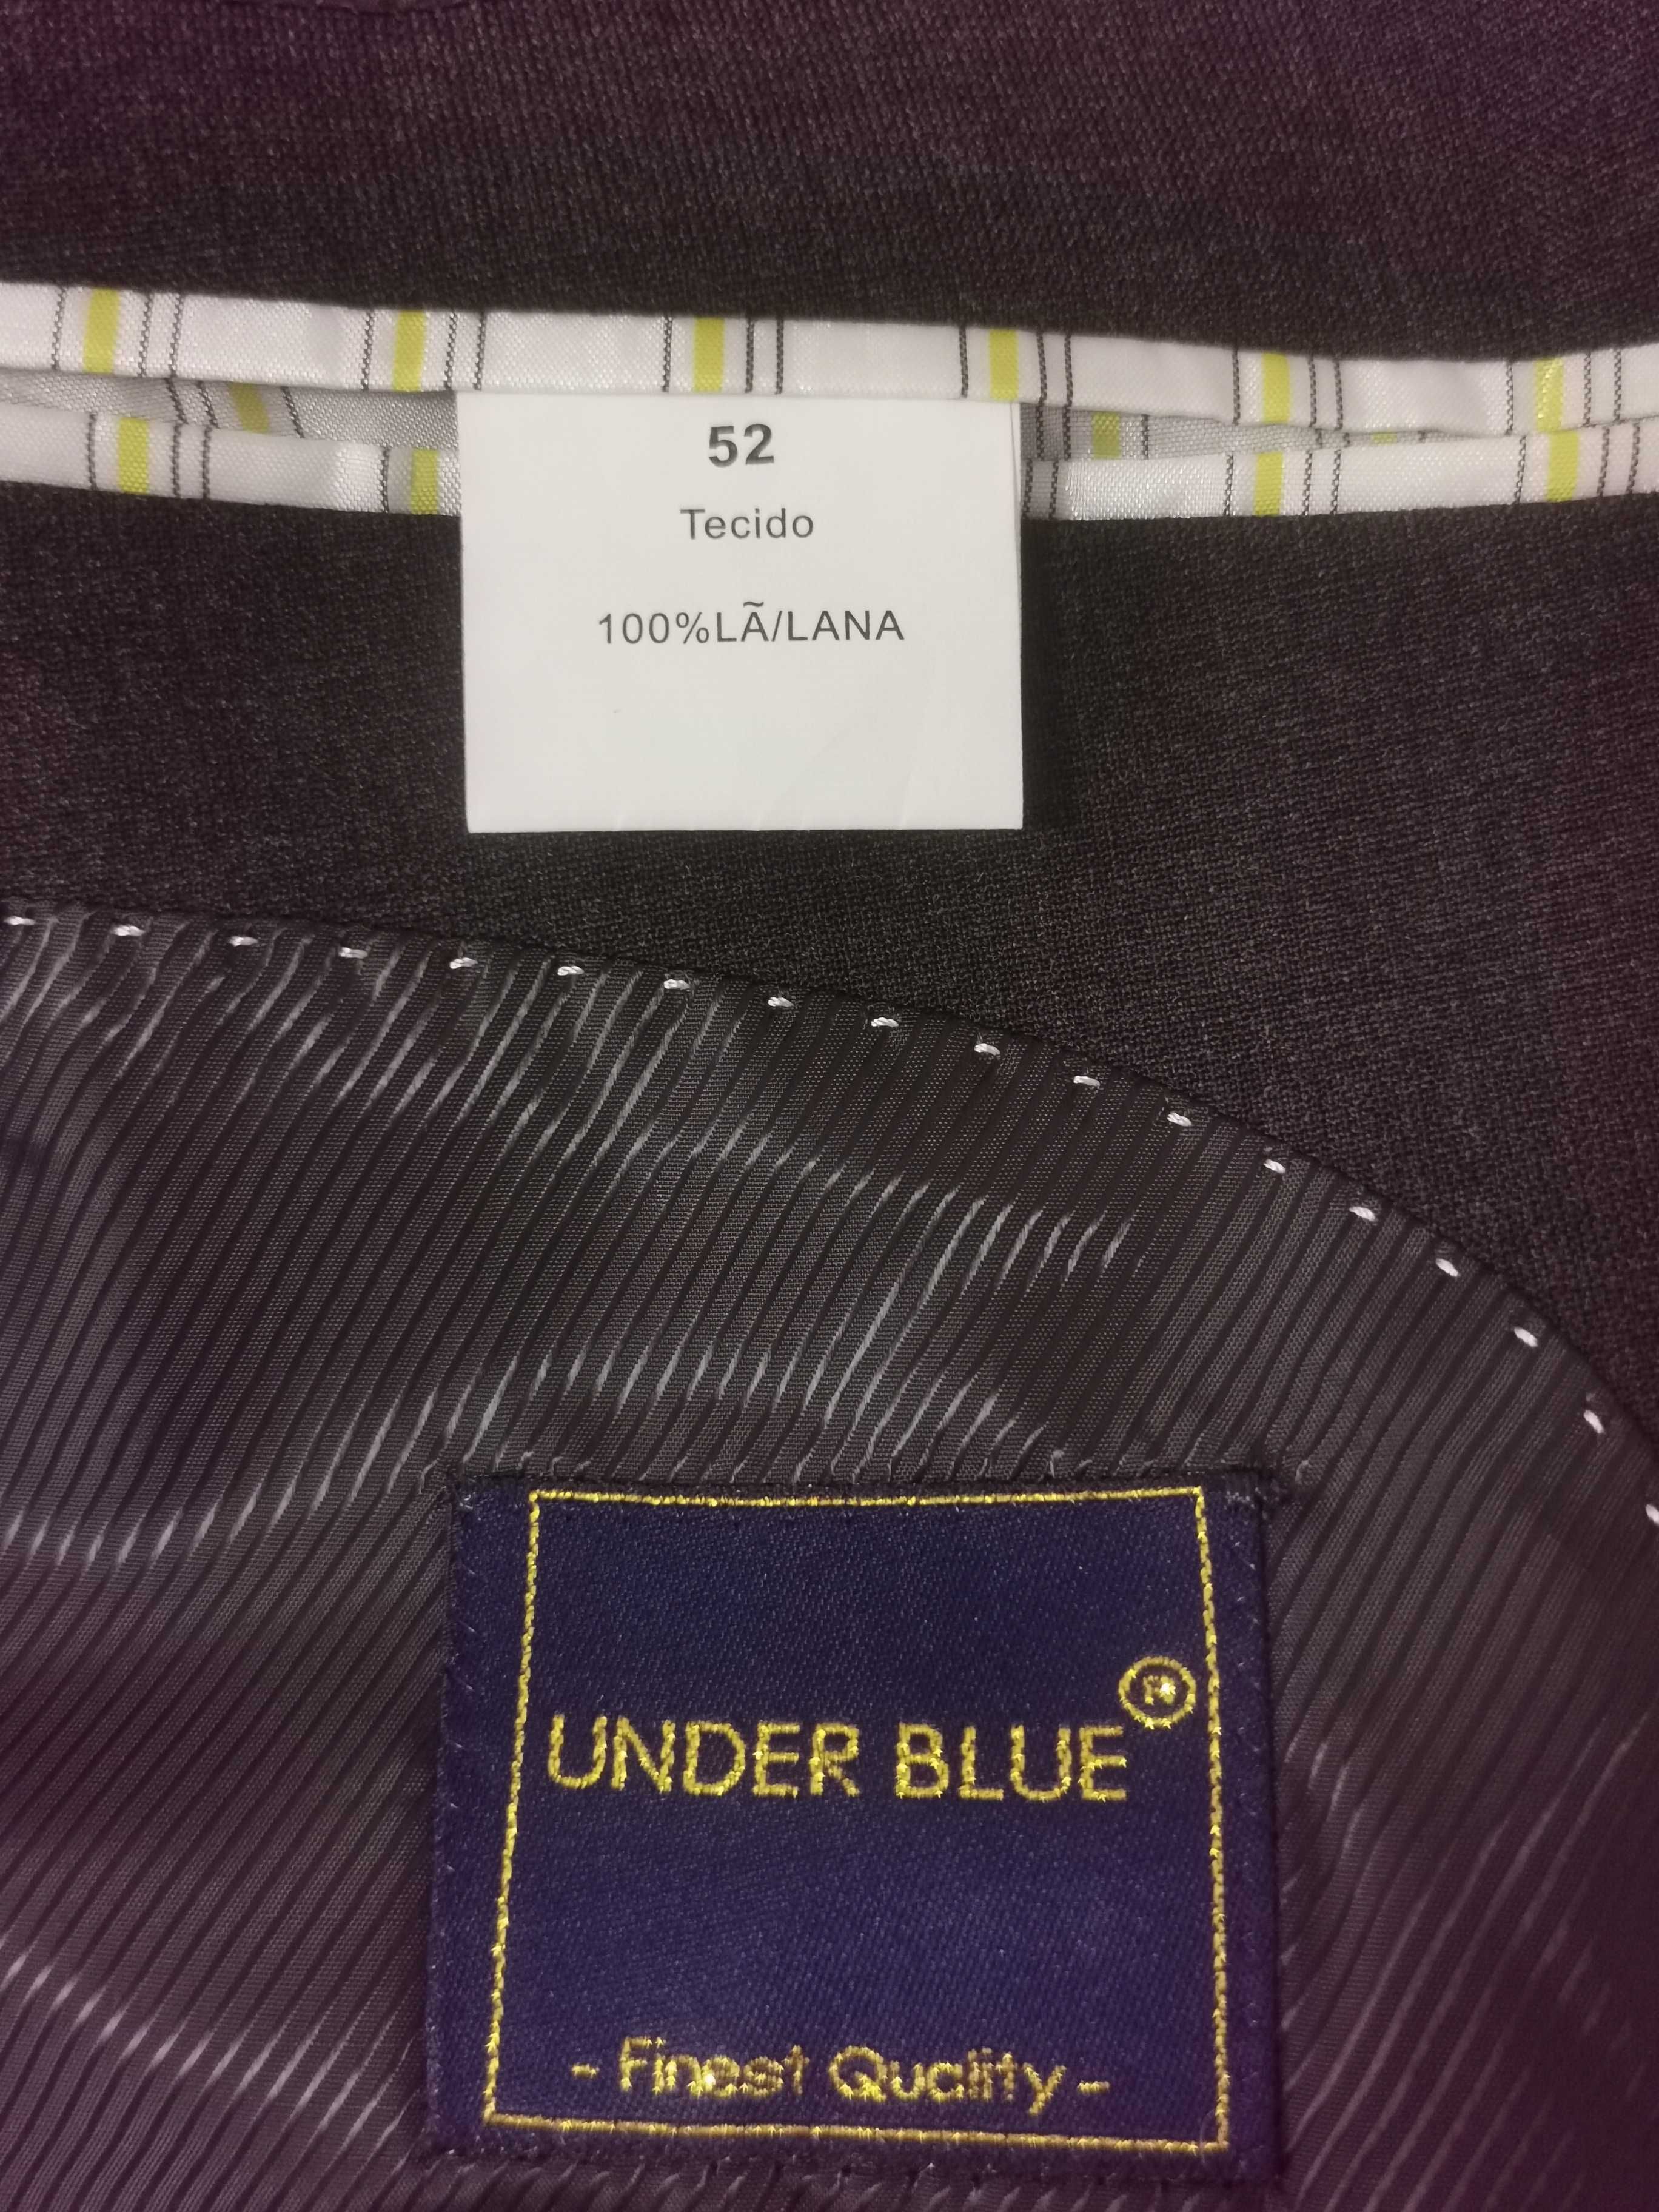 52
Tecido
100%LÃ/LANA
UNDER BLUE®
- Finest Quality -